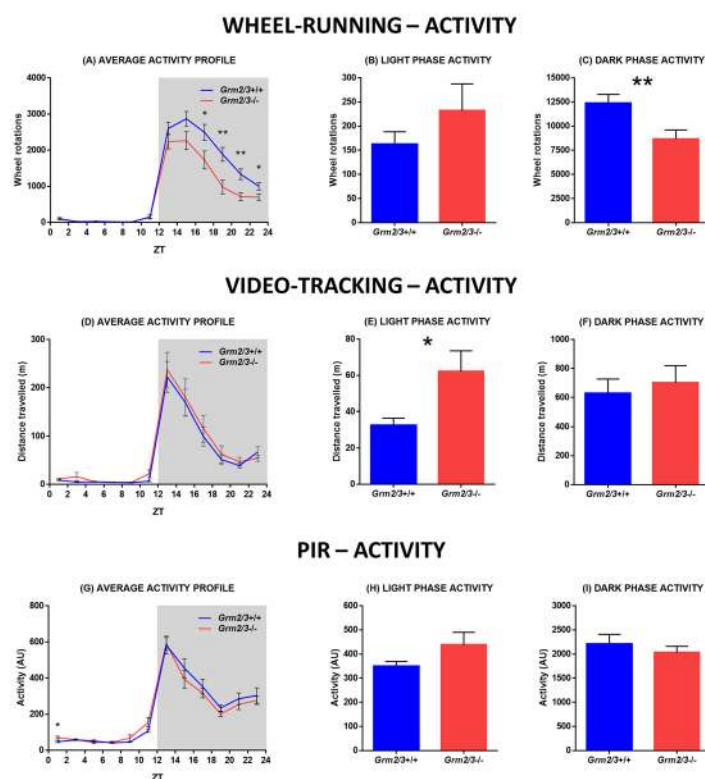 WHEEL-RUNNING – ACTIVITY
(A) AVERAGE ACTIVITY PROFILE
Wheel rotations
4000
3000
2000
1000
0
Grm2/3+/+
Grm2/3-/-
*
**
**
*
0 2 4 6 8 10 12 14 16 18 20 22 24
ZT
(B) LIGHT PHASE ACTIVITY
Wheel rotations
300
250
200
150
100
50
0
Grm2/3+/+ Grm2/3-/-
(C) DARK PHASE ACTIVITY
**
Wheel rotations
15000
12500
10000
7500
5000
2500
0
Grm2/3+/+ Grm2/3-/-
VIDEO-TRACKING – ACTIVITY
(D) AVERAGE ACTIVITY PROFILE
Distance travelled (m)
300
200
100
0
Grm2/3+/+
Grm2/3-/-
0 2 4 6 8 10 12 14 16 18 20 22 24
ZT
(E) LIGHT PHASE ACTIVITY
*
Distance travelled (m)
80
60
40
20
0
Grm2/3+/+ Grm2/3-/-
(F) DARK PHASE ACTIVITY
Distance travelled (m)
1000
800
600
400
200
0
Grm2/3+/+ Grm2/3-/-
PIR – ACTIVITY
(G) AVERAGE ACTIVITY PROFILE
Activity (AU)
800
600
400
200
0
Grm2/3+/+
Grm2/3-/-
*
0 2 4 6 8 10 12 14 16 18 20 22 24
ZT
(H) LIGHT PHASE ACTIVITY
Activity (AU)
600
500
400
300
200
100
0
Grm2/3+/+ Grm2/3-/-
(I) DARK PHASE ACTIVITY
Activity (AU)
3000
2500
2000
1500
1000
500
0
Grm2/3+/+ Grm2/3-/-